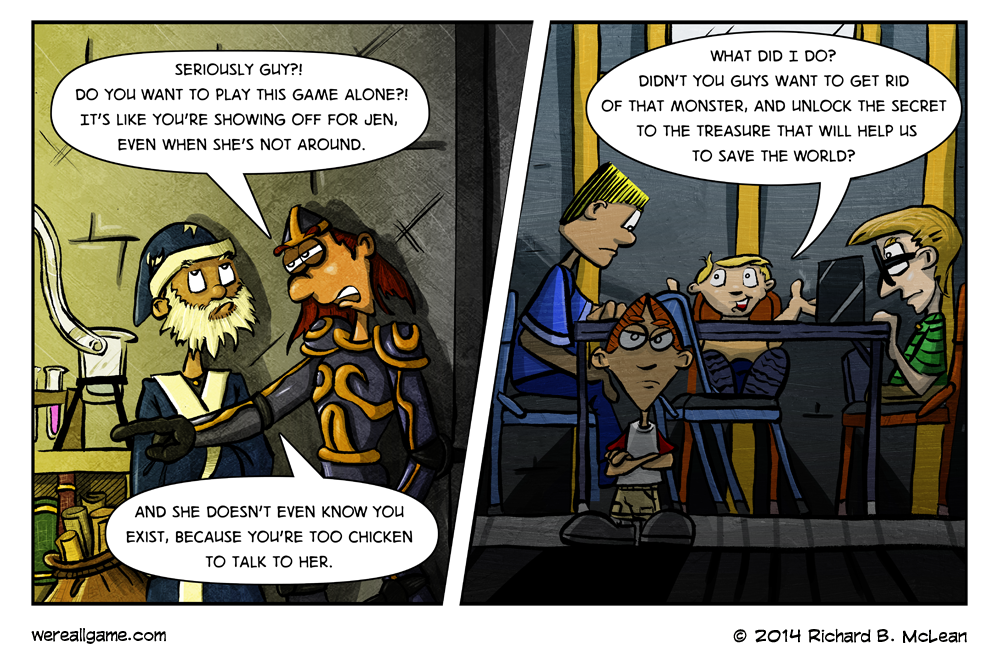 SERIOUSLY GUY?!
DO YOU WANT TO PLAY THIS GAME ALONE?!
IT'S LIKE YOU'RE SHOWING OFF FOR JEN,
EVEN WHEN SHE'S NOT AROUND.
AND SHE DOESN'T EVEN KNOW YOU
EXIST, BECAUSE YOU'RE TOO CHICKEN
TO TALK TO HER.
WHAT DID I DO?
DIDN'T YOU GUYS WANT TO GET RID
OF THAT MONSTER, AND UNLOCK THE SECRET
TO THE TREASURE THAT WILL HELP US
TO SAVE THE WORLD?
wereallgame.com
© 2014 Richard B. McLean